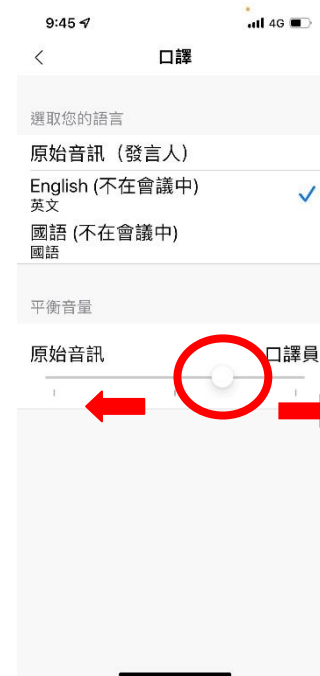 9:45 4G
口譯
選取您的語言
原始音訊（發言人）
English (不在會議中)
英文
國語 (不在會議中)
國語
平衡音量
原始音訊 口譯員